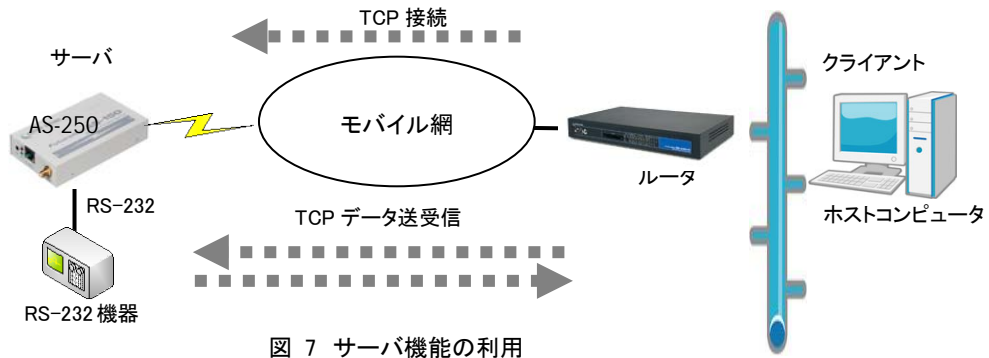 TCP 接続
サーバ
クライアント
AS-250
モバイル網
ルータ
RS-232
ホストコンピュータ
TCP データ送受信
RS-232 機器
図 7 サーバ機能の利用